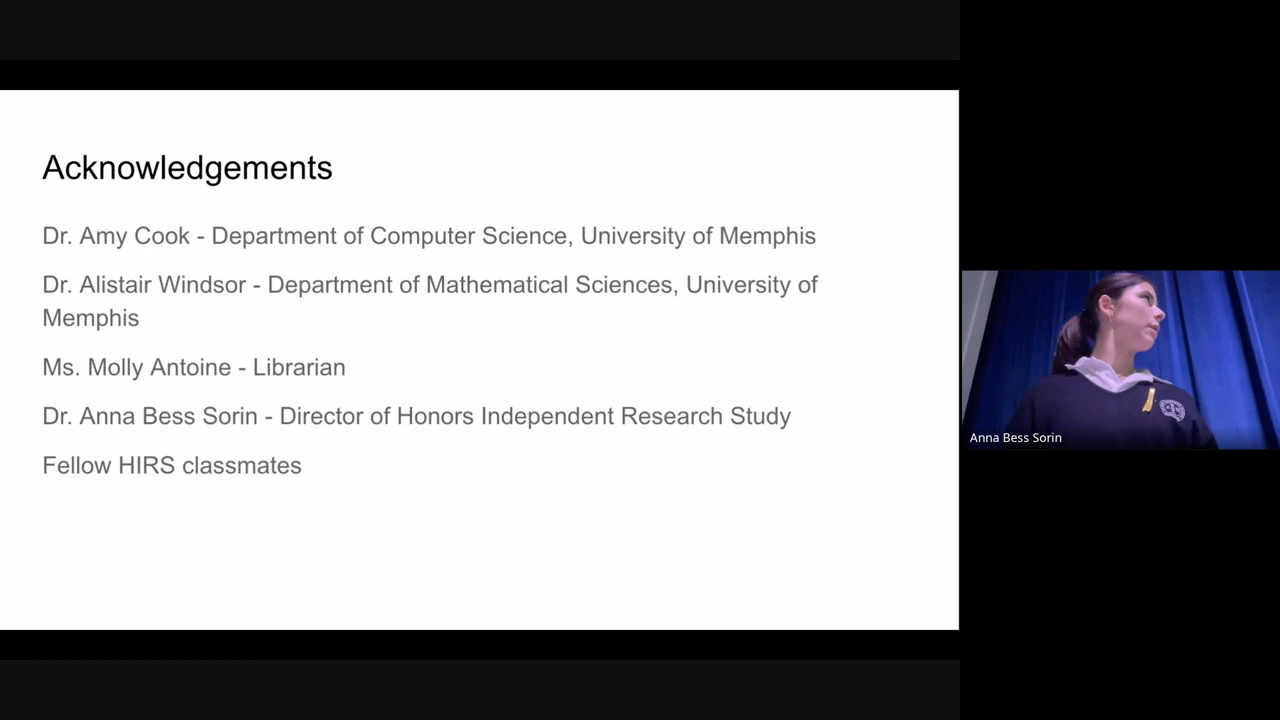 Acknowledgements
Dr. Amy Cook - Department of Computer Science, University of Memphis
Dr. Alistair Windsor - Department of Mathematical Sciences, University of
Memphis
Ms. Molly Antoine - Librarian
Dr. Anna Bess Sorin - Director of Honors Independent Research Study
Fellow HIRS classmates
Anna Bess Sorin